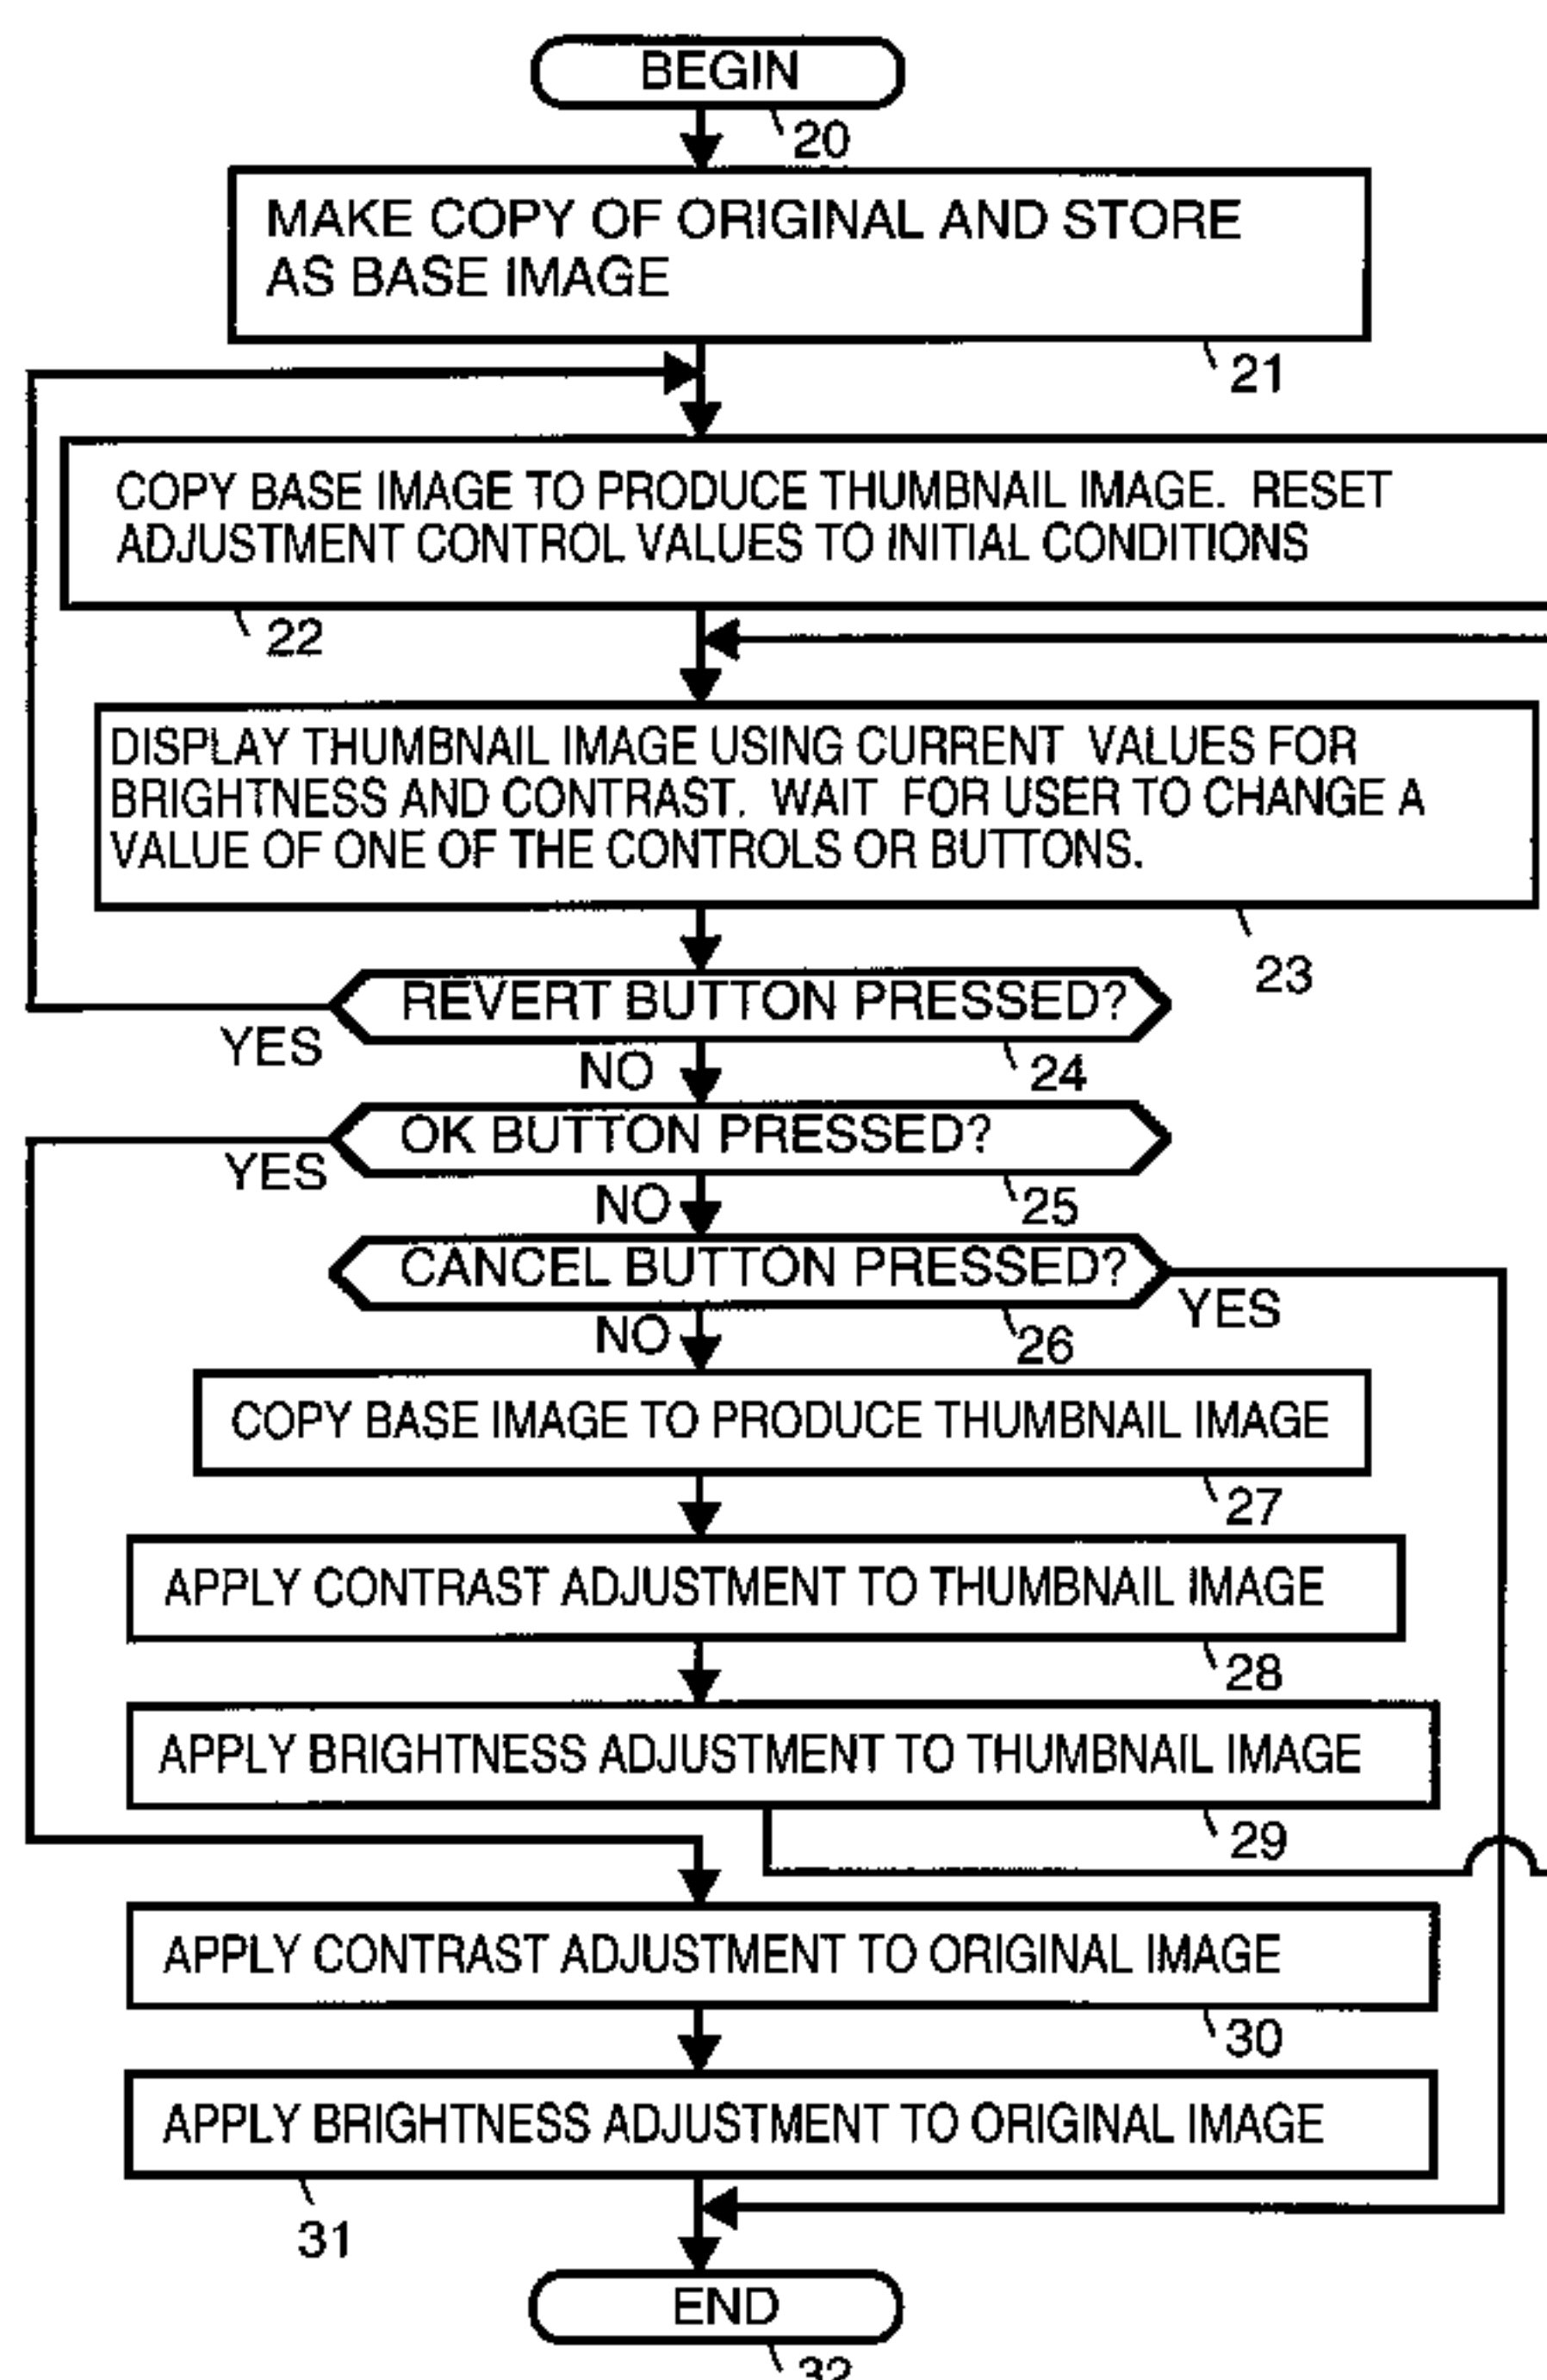 BEGIN
20
MAKE COPY OF ORIGINAL AND STORE
AS BASE IMAGE
21
COPY BASE IMAGE TO PRODUCE THUMBNAIL IMAGE. RESET
ADJUSTMENT CONTROL VALUES TO INITIAL CONDITIONS
22
DISPLAY THUMBNAIL IMAGE USING CURRENT VALUES FOR
BRIGHTNESS AND CONTRAST. WAIT FOR USER TO CHANGE A
VALUE OF ONE OF THE CONTROLS OR BUTTONS.
23
REVERT BUTTON PRESSED?
YES
NO
24
OK BUTTON PRESSED?
YES
NO
25
CANCEL BUTTON PRESSED?
YES
NO
26
COPY BASE IMAGE TO PRODUCE THUMBNAIL IMAGE
27
APPLY CONTRAST ADJUSTMENT TO THUMBNAIL IMAGE
28
APPLY BRIGHTNESS ADJUSTMENT TO THUMBNAIL IMAGE
29
APPLY CONTRAST ADJUSTMENT TO ORIGINAL IMAGE
30
APPLY BRIGHTNESS ADJUSTMENT TO ORIGINAL IMAGE
31
END
32